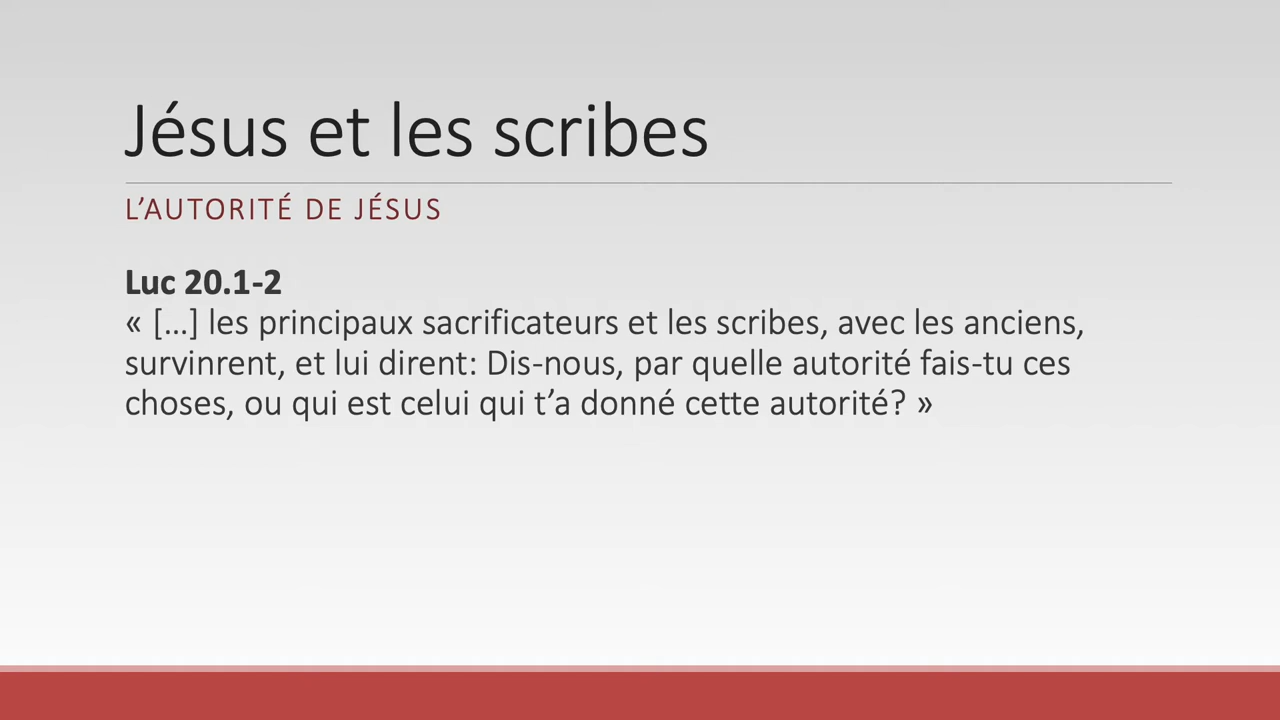 Jésus et les scribes
L’AUTORITÉ DE JÉSUS
Luc 20.1-2
« [...] les principaux sacrificateurs et les scribes, avec les anciens,
survinrent, et lui dirent: Dis-nous, par quelle autorité fais-tu ces
choses, ou qui est celui qui t’a donné cette autorité? »